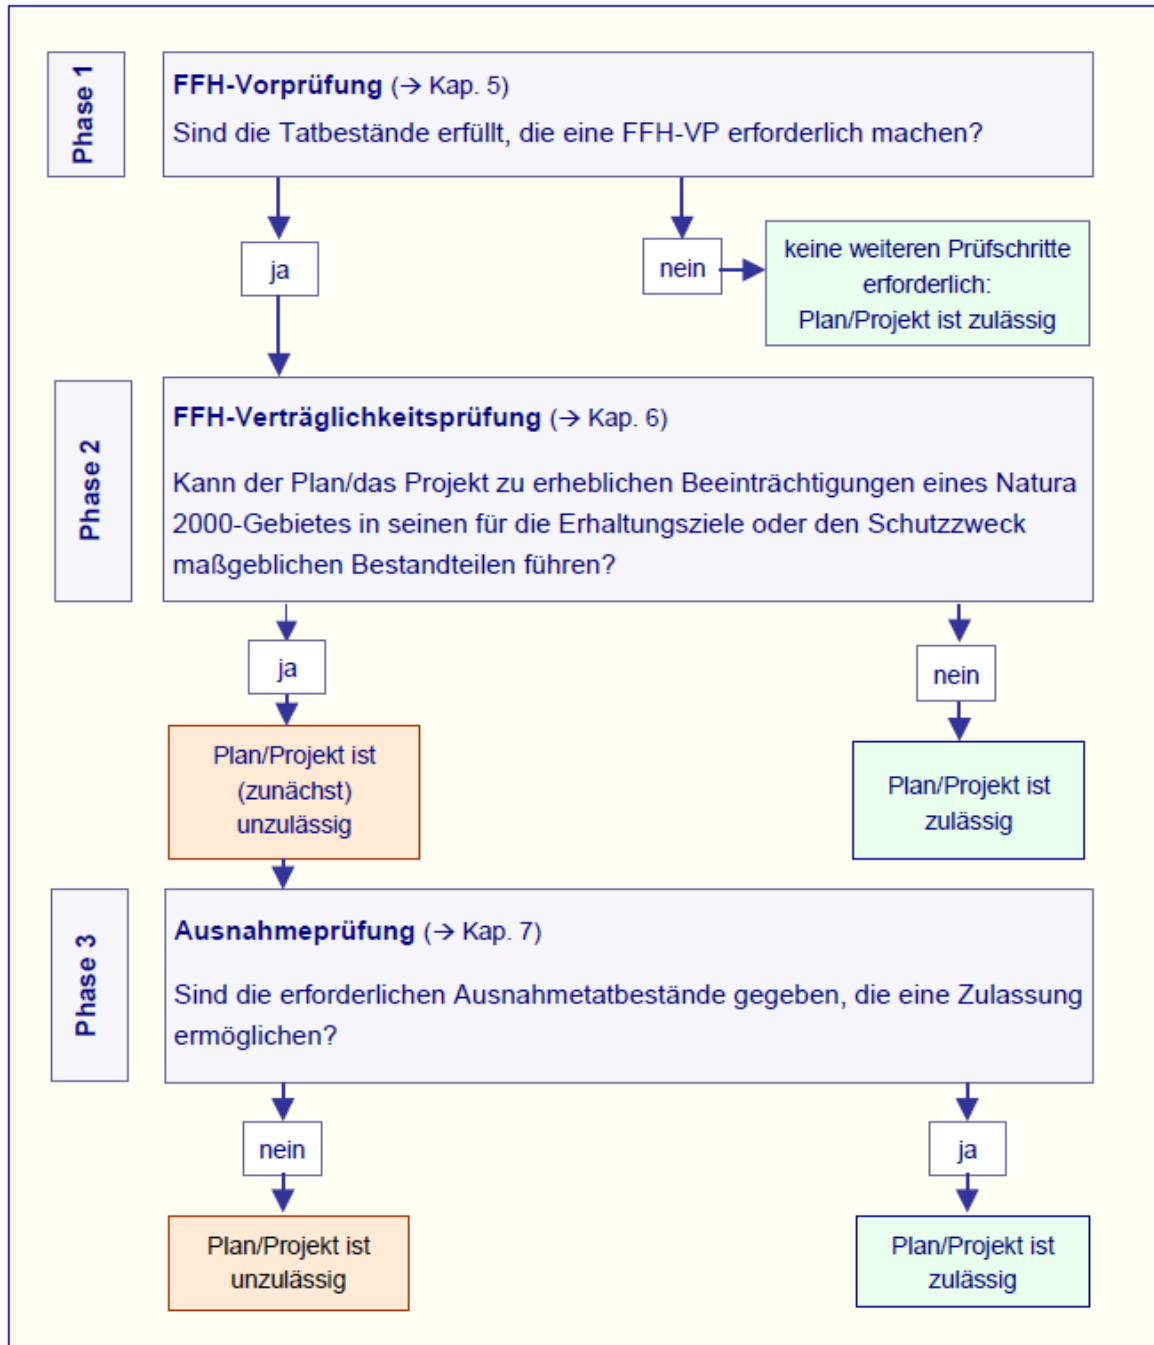 Phase 1
FFH-Vorprüfung (→ Kap. 5)
Sind die Tatbestände erfüllt, die eine FFH-VP erforderlich machen?
ja
nein
keine weiteren Prüfschritte
erforderlich:
Plan/Projekt ist zulässig
Phase 2
FFH-Verträglichkeitsprüfung (→ Kap. 6)
Kann der Plan/das Projekt zu erheblichen Beeinträchtigungen eines Natura
2000-Gebietes in seinen für die Erhaltungsziele oder den Schutzzweck
maßgeblichen Bestandteilen führen?
ja
nein
Plan/Projekt ist
(zunächst)
unzulässig
Plan/Projekt ist
zulässig
Phase 3
Ausnahmeprüfung (→ Kap. 7)
Sind die erforderlichen Ausnahmetatbestände gegeben, die eine Zulassung
ermöglichen?
nein
ja
Plan/Projekt ist
unzulässig
Plan/Projekt ist
zulässig